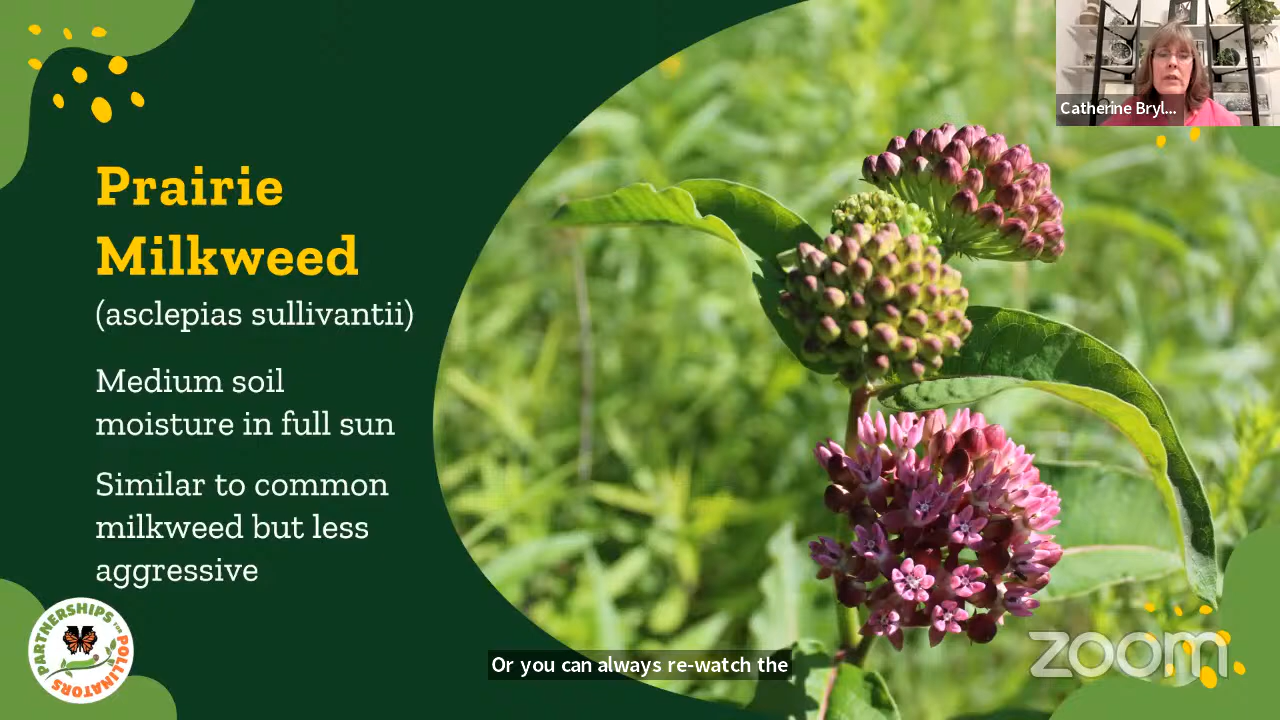 Catherine Bryl...
Prairie
Milkweed
(asclepias sullivantii)
Medium soil
moisture in full sun
Similar to common
milkweed but less
aggressive
PARTNERSHIPS FOR POLLINATORS
Or you can always re-watch the
zoom